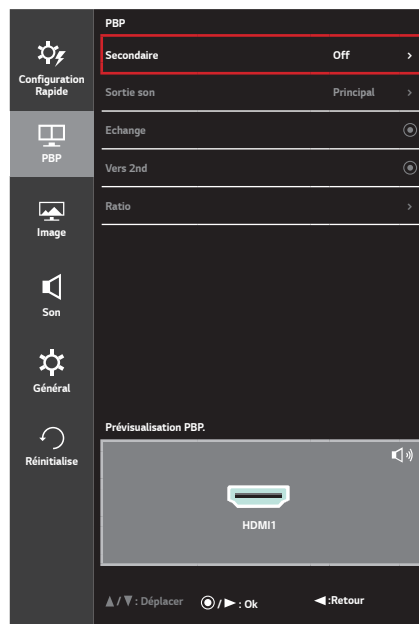 PBP
Secondaire Off
Sortie son Principal
Echange
Vers 2nd
Ratio
Configuration
Rapide
PBP
Image
Son
Général
Réinitialise
Prévisualisation PBP.
HDMI1
▲ / ▼ : Déplacer ◉ / ► : Ok ◄ :Retour